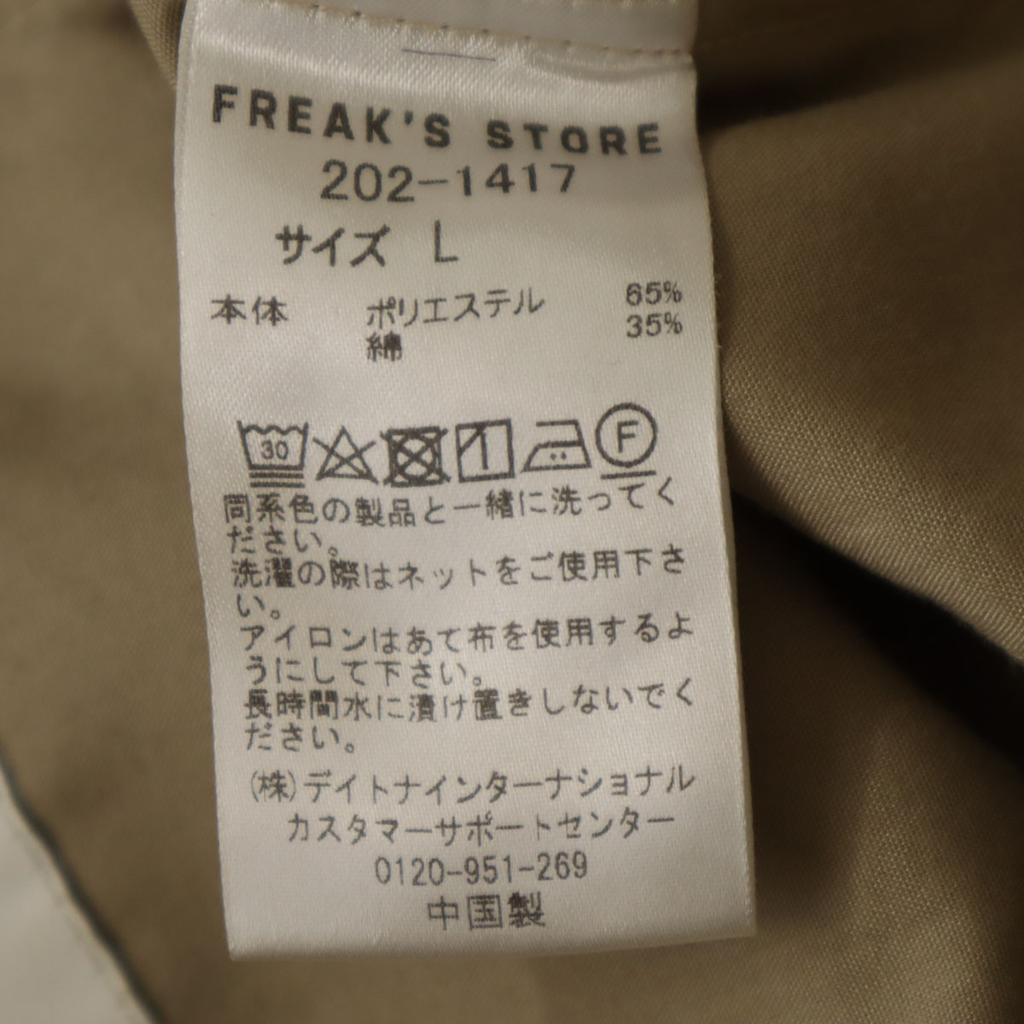 FREAK'S STORE
202-1417
サイズ L
本体 ポリエステル 65%
綿 35%
30
F
同系色の製品と一緒に洗ってく
ださい。
洗濯の際はネットをご使用下さ
い。
アイロンはあて布を使用するよ
うにして下さい。
長時間水に漬け置きしないでく
ださい。
(株)デイトナインターナショナル
カスタマーサポートセンター
0120-951-269
中国製